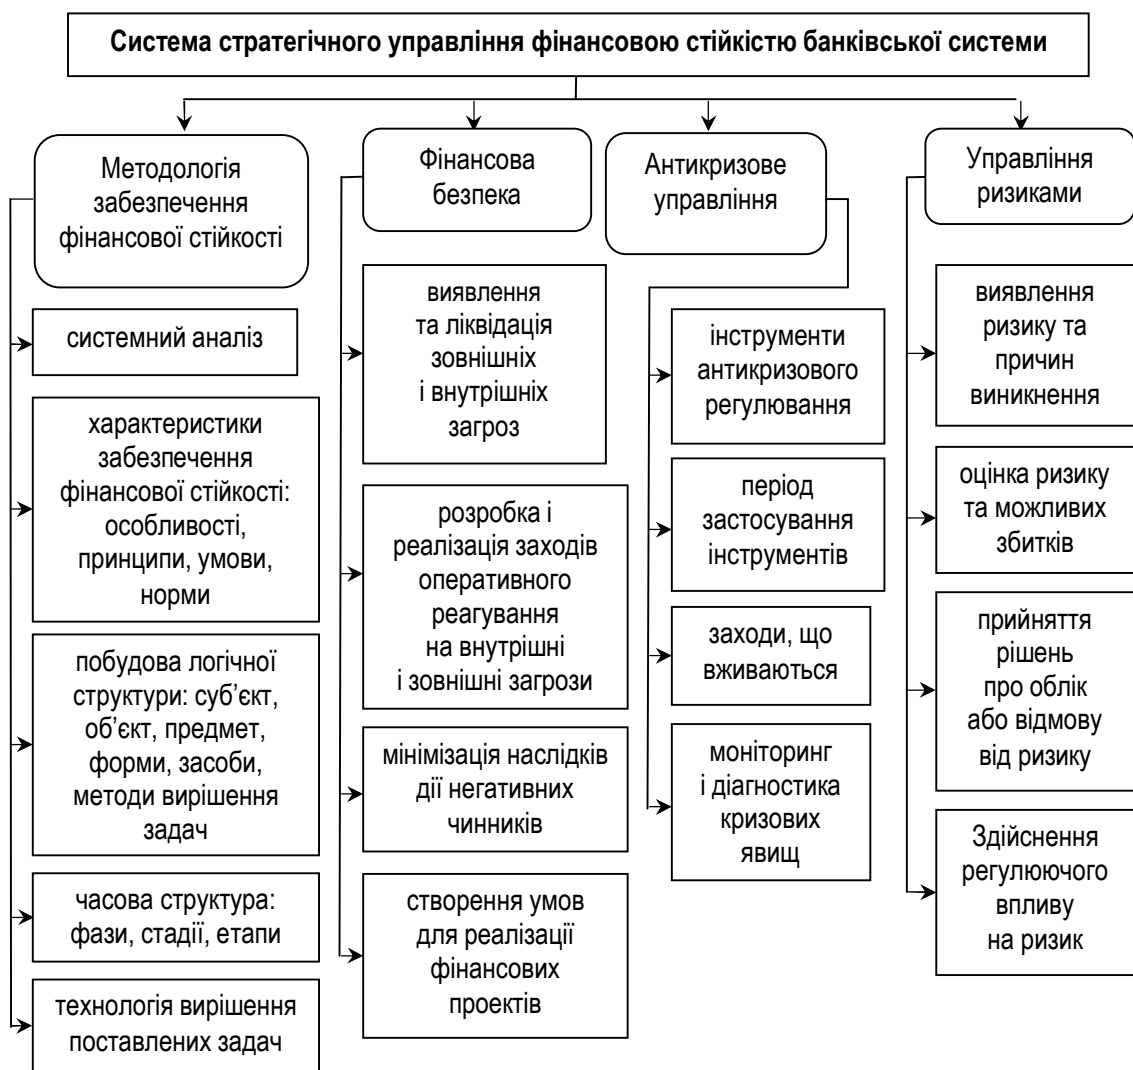 Система стратегічного управління фінансовою стійкістю банківської системи
Методологія
забезпечення
фінансової стійкості
системний аналіз
характеристики
забезпечення
фінансової стійкості:
особливості,
принципи, умови,
норми
побудова логічної
структури: суб’єкт,
об’єкт, предмет,
форми, засоби,
методи вирішення
задач
часова структура:
фази, стадії, етапи
технологія вирішення
поставлених задач
Фінансова
безпека
виявлення
та ліквідація
зовнішніх
і внутрішніх
загроз
розробка і
реалізація заходів
оперативного
реагування
на внутрішні
і зовнішні загрози
мінімізація наслідків
дії негативних
чинників
створення умов
для реалізації
фінансових
проектів
Антикризове
управління
інструменти
антикризового
регулювання
період
застосування
інструментів
заходи, що
вживаються
моніторинг
і діагностика
кризових
явищ
Управління
ризиками
виявлення
ризику та
причин
виникнення
оцінка ризику
та можливих
збитків
прийняття
рішень
про облік
або відмову
від ризику
Здійснення
регулюючого
впливу
на ризик